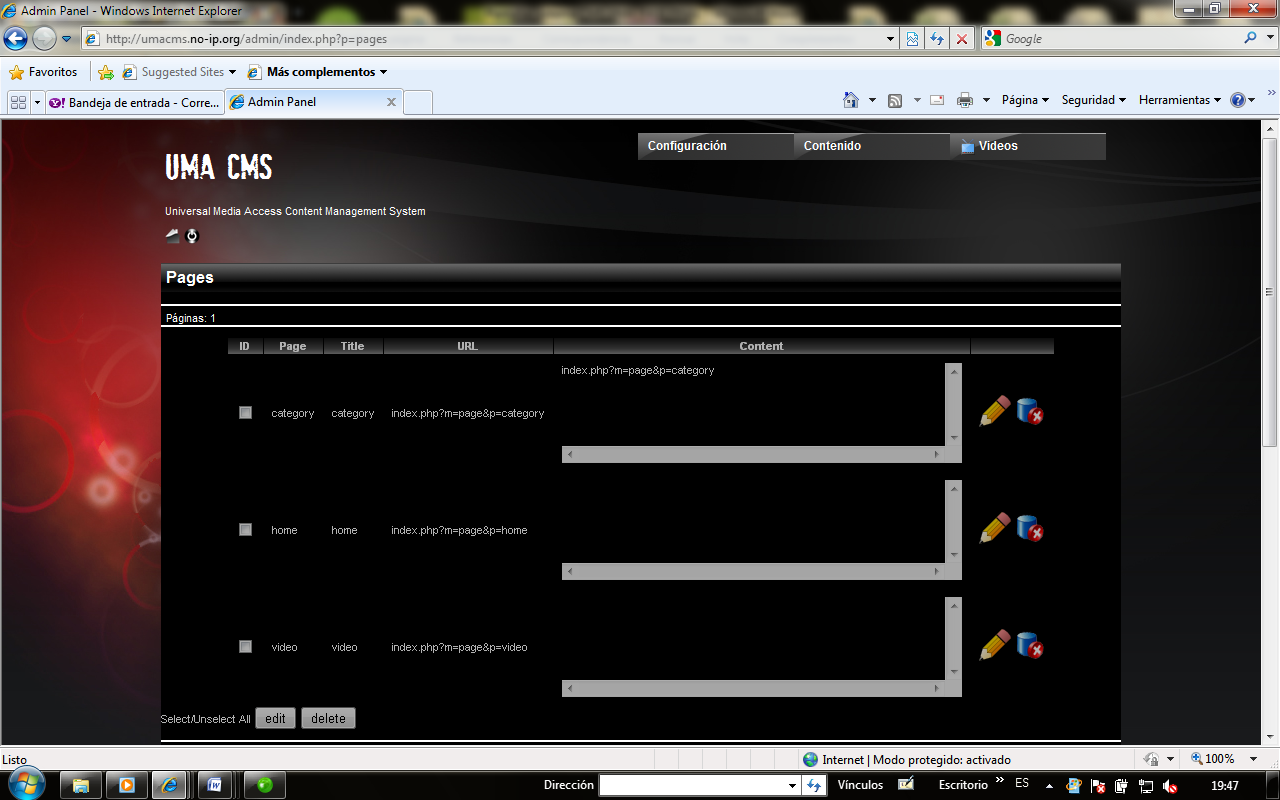 Admin Panel - Windows Internet Explorer
http://umacms.no-ip.org/admin/index.php?p=pages
Google
Favoritos
Suggested Sites
Más complementos
Bandeja de entrada - Corre...
Admin Panel
Página
Seguridad
Herramientas
UMA CMS
Configuración
Contenido
Videos
Universal Media Access Content Management System
Pages
Páginas: 1
ID Page Title URL Content
index.php?m=page&p=category
category category index.php?m=page&p=category
home home index.php?m=page&p=home
video video index.php?m=page&p=video
Select/Unselect All edit delete
Listo
Internet | Modo protegido: activado
100%
Dirección
Vínculos
Escritorio
ES
19:47